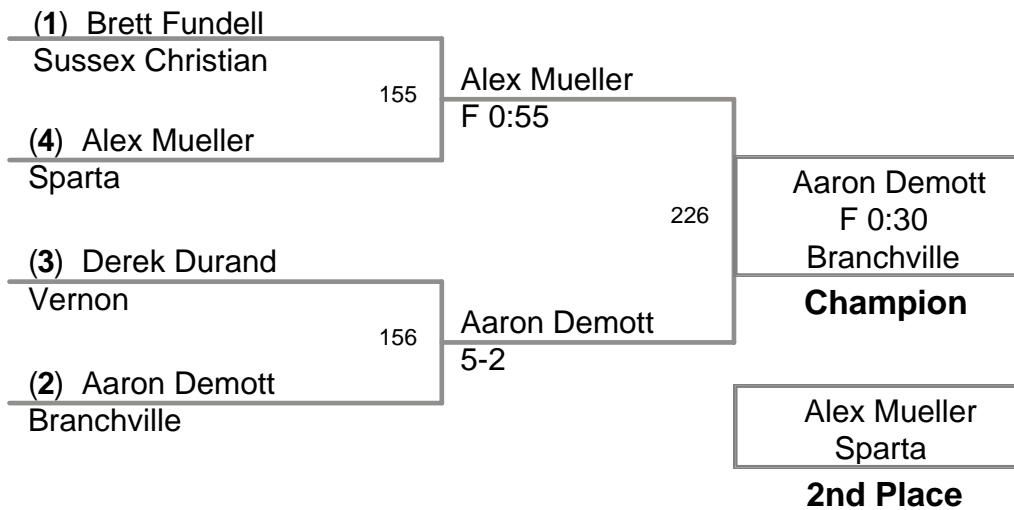 (1) Brett Fundell
Sussex Christian
155
Alex Mueller
F 0:55
(4) Alex Mueller
Sparta
226
Aaron Demott
F 0:30
Branchville
Champion
(3) Derek Durand
Vernon
156
Aaron Demott
5-2
(2) Aaron Demott
Branchville
Alex Mueller
Sparta
2nd Place